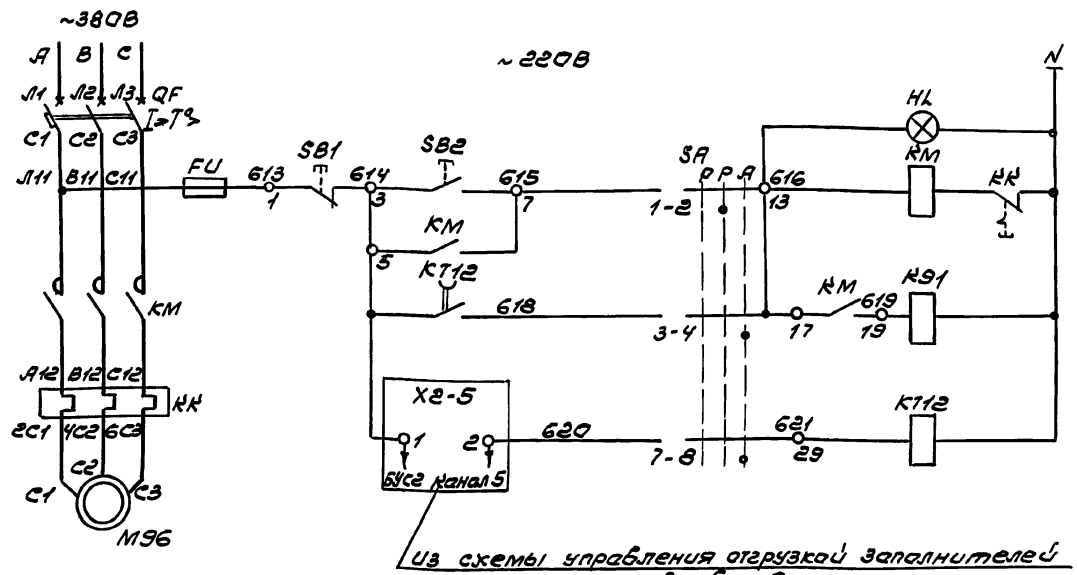 ~380В
~220В
N
А В С
Л1 Л2 Л3 QF
I> T°>
С1 С2 С3
Л11 В11 С11
FU
613
1
SB1
614
3
SB2
615
7
SA
О Р А
1-2
616
13
HL
КМ
КК
5
КМ
КТ12
618
3-4
17
КМ
619
19
К91
КМ
А12 В12 С12
КК
2С1 4С2 6С3
С1 С2 С3
М96
Х2-5
1 2
БУС2 канал 5
620
7-8
621
29
КТ12
Из схемы управления отгрузкой заполнителей